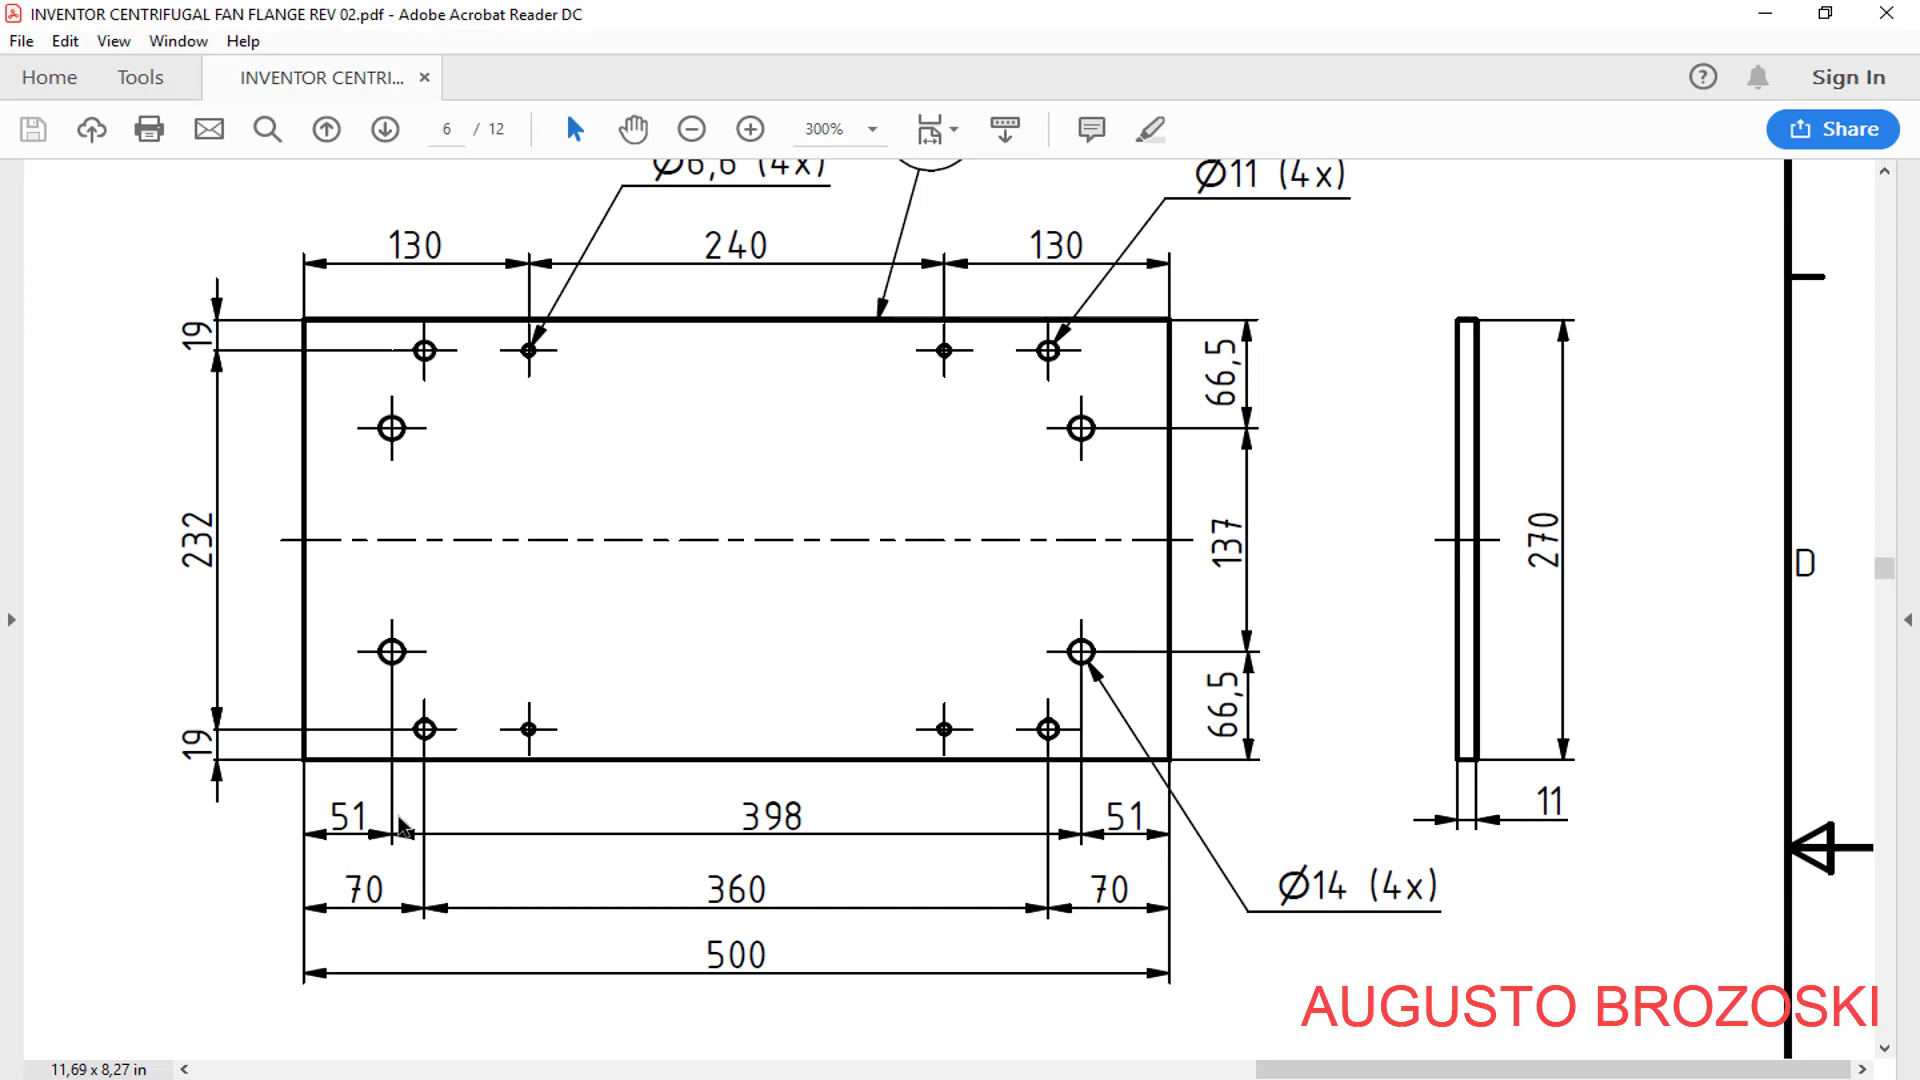 INVENTOR CENTRIFUGAL FAN FLANGE REV 02.pdf - Adobe Acrobat Reader DC
File Edit View Window Help
Home Tools INVENTOR CENTRI... × Sign In
6 / 12 300% Share
Ø6,6 (4x) Ø11 (4x)
130 240 130
19
66,5
232
137
270
D
66,5
19
51 398 51
11
70 360 70
Ø14 (4x)
500
AUGUSTO BROZOSKI
11,69 x 8,27 in